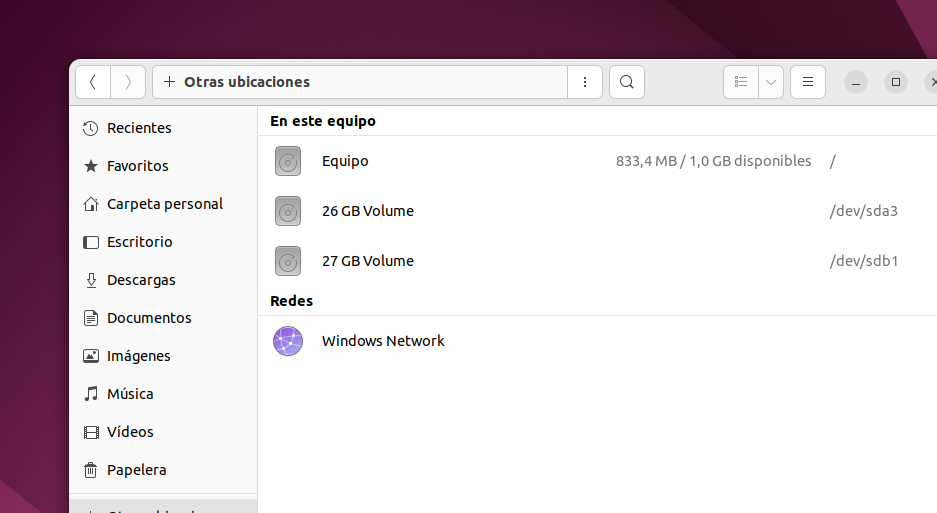 Otras ubicaciones
Recientes
Favoritos
Carpeta personal
Escritorio
Descargas
Documentos
Imágenes
Música
Vídeos
Papelera
En este equipo
Equipo 833,4 MB / 1,0 GB disponibles /
26 GB Volume /dev/sda3
27 GB Volume /dev/sdb1
Redes
Windows Network